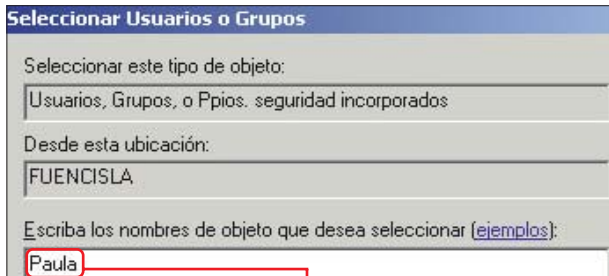 Seleccionar Usuarios o Grupos
Seleccionar este tipo de objeto:
Usuarios, Grupos, o Ppios. seguridad incorporados
Desde esta ubicación:
FUENCISLA
Escriba los nombres de objeto que desea seleccionar (ejemplos):
Paula